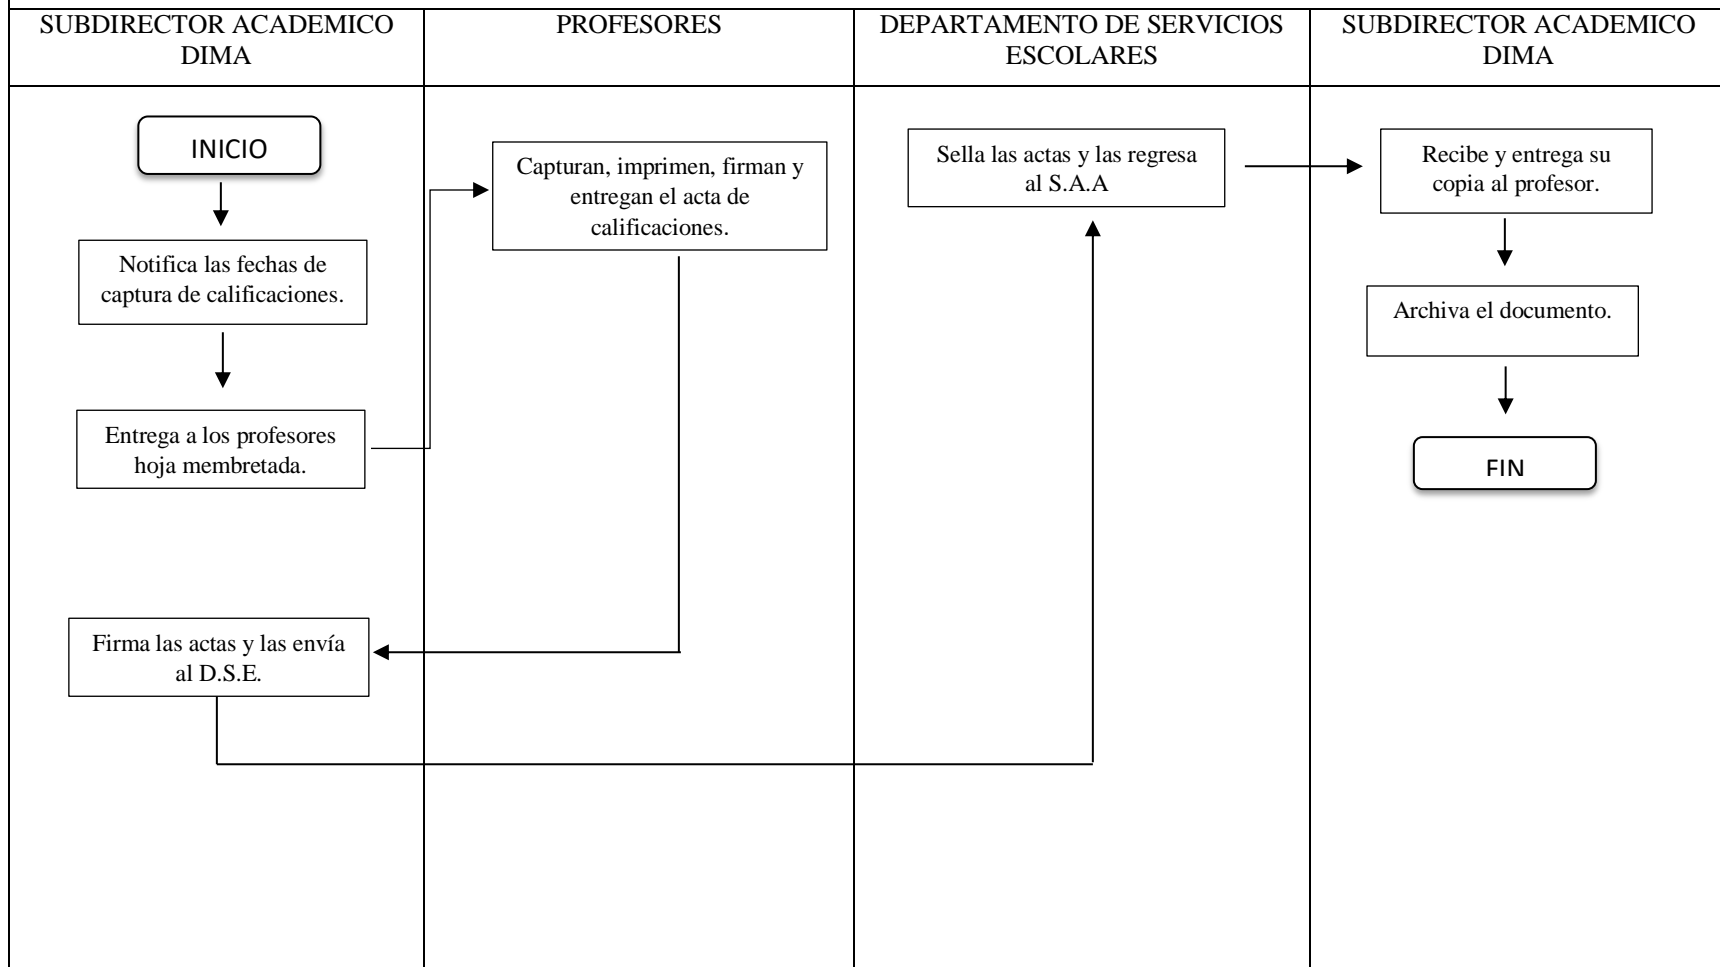 SUBDIRECTOR ACADEMICO
DIMA
PROFESORES
DEPARTAMENTO DE SERVICIOS
ESCOLARES
SUBDIRECTOR ACADEMICO
DIMA
INICIO
Notifica las fechas de
captura de calificaciones.
Entrega a los profesores
hoja membretada.
Capturan, imprimen, firman y
entregan el acta de
calificaciones.
Firma las actas y las envía
al D.S.E.
Sella las actas y las regresa
al S.A.A
Recibe y entrega su
copia al profesor.
Archiva el documento.
FIN